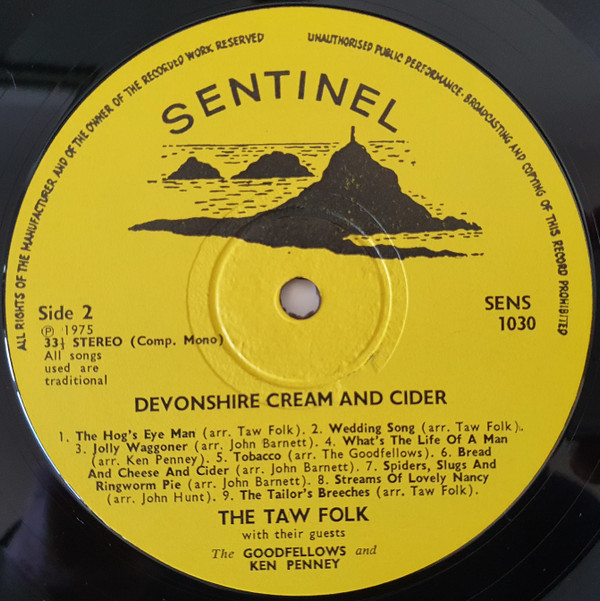 ALL RIGHTS OF THE MANUFACTURER AND OF THE OWNER OF THE RECORDED WORK RESERVED
UNAUTHORISED PUBLIC PERFORMANCE · BROADCASTING AND COPYING OF THIS RECORD PROHIBITED
SENTINEL
Side 2
℗ 1975
33⅓ STEREO (Comp. Mono)
All songs
used are
traditional
SENS
1030
DEVONSHIRE CREAM AND CIDER
1. The Hog's Eye Man (arr. Taw Folk). 2. Wedding Song (arr. Taw Folk).
3. Jolly Waggoner (arr. John Barnett). 4. What's The Life Of A Man
(arr. Ken Penney). 5. Tobacco (arr. The Goodfellows). 6. Bread
And Cheese And Cider (arr. John Barnett). 7. Spiders, Slugs And
Ringworm Pie (arr. John Barnett). 8. Streams Of Lovely Nancy
(arr. John Hunt). 9. The Tailor's Breeches (arr. Taw Folk).
THE TAW FOLK
with their guests
The GOODFELLOWS and
KEN PENNEY